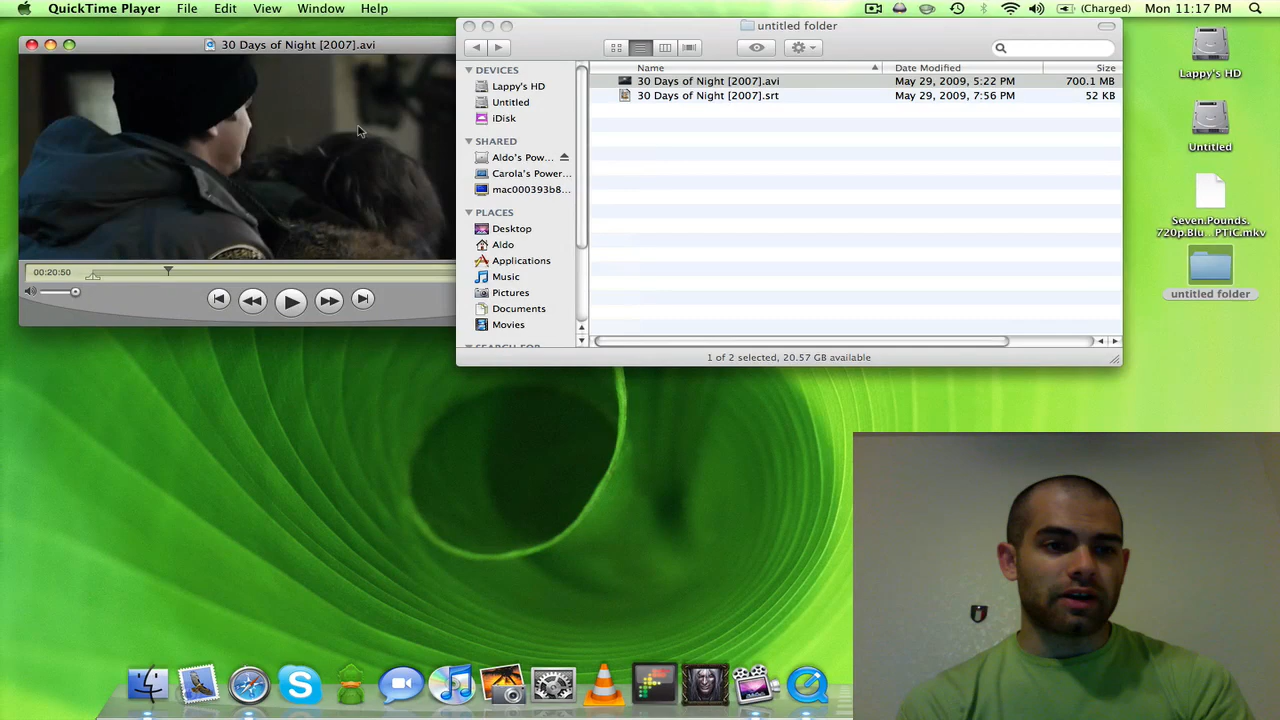 QuickTime Player File Edit View Window Help
(Charged) Mon 11:17 PM
30 Days of Night [2007].avi
00:20:50
untitled folder
Name Date Modified Size
30 Days of Night [2007].avi May 29, 2009, 5:22 PM 700.1 MB
30 Days of Night [2007].srt May 29, 2009, 7:56 PM 52 KB
DEVICES
Lappy's HD
Untitled
iDisk
SHARED
Aldo's Pow...
Carola's Power...
mac000393b8...
PLACES
Desktop
Aldo
Applications
Music
Pictures
Documents
Movies
SEARCH FOR
1 of 2 selected, 20.57 GB available
Lappy's HD
Untitled
Seven.Pounds.
720p.Blu...PTiC.mkv
untitled folder